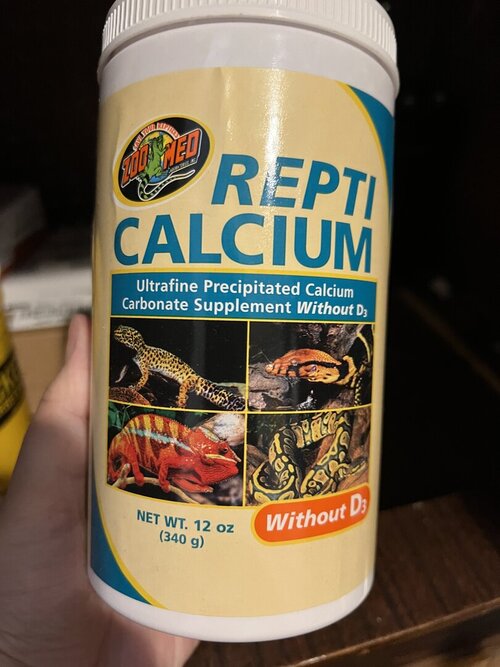 ZOO MED
REPTI
CALCIUM
Ultrafine Precipitated Calcium
Carbonate Supplement Without D3
NET WT. 12 oz
(340 g)
Without D3